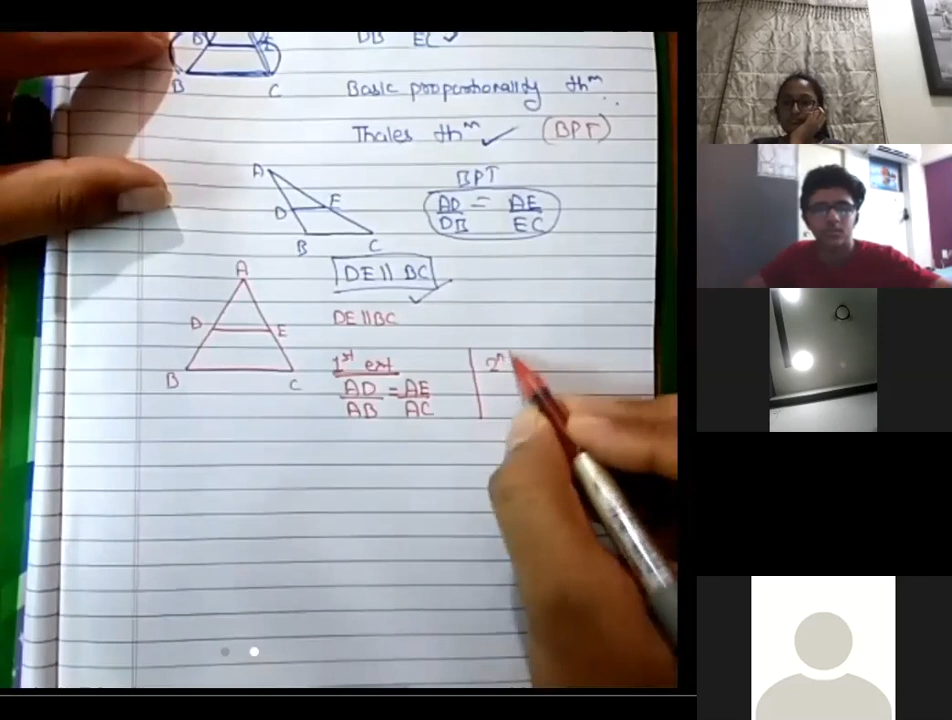 B E
DB EC ✓
B C
Basic proportionality thᵐ..
Thales thᵐ ✓ (BPT)
A
D E
B C
BPT
AD = AE
DB EC
DE || BC
A
D E
B C
DE || BC
1st ext
AD = AE
AB AC
2n